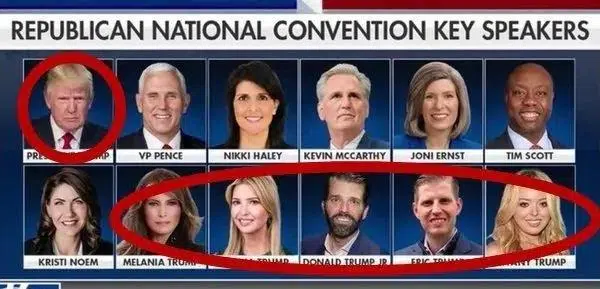 REPUBLICAN NATIONAL CONVENTION KEY SPEAKERS
VP PENCE
NIKKI HALEY
KEVIN MCCARTHY
JONI ERNST
TIM SCOTT
KRISTI NOEM
MELANIA TRUMP
DONALD TRUMP JR
ERIC TRUMP